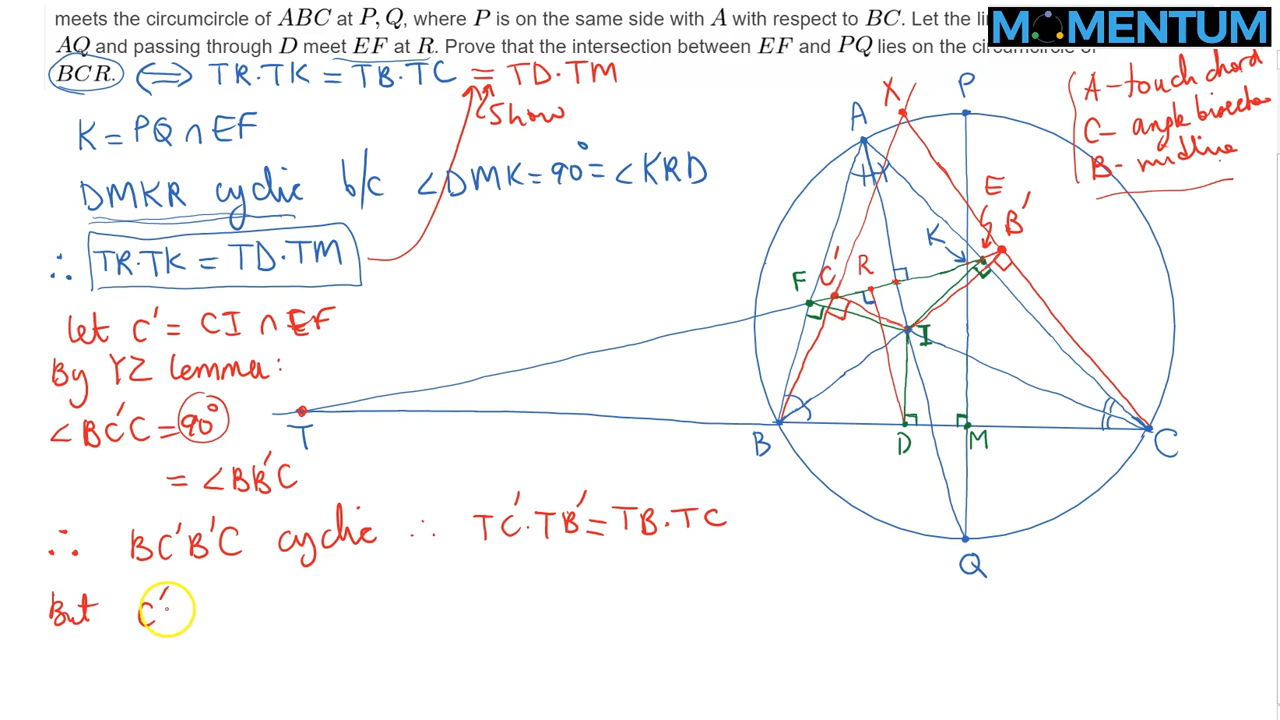 meets the circumcircle of ABC at P, Q, where P is on the same side with A with respect to BC. Let the
MOMENTUM
AQ and passing through D meet EF at R. Prove that the intersection between EF and PQ lies on the
BCR. ⟺ TR·TK = TB·TC = TD·TM
Show
K = PQ ∩ EF
DMKR cyclic b/c ∠DMK = 90° = ∠KRD
∴ TR·TK = TD·TM
let C' = CI ∩ EF
By YZ lemma:
∠BC'C = 90°
= ∠BB'C
∴ BC'B'C cyclic ∴ TC'·TB' = TB·TC
But C'
A - touch chord
C - angle bisector
B - midline
X
P
A
E
B'
K
F
C'
R
I
T
B
D
M
C
Q